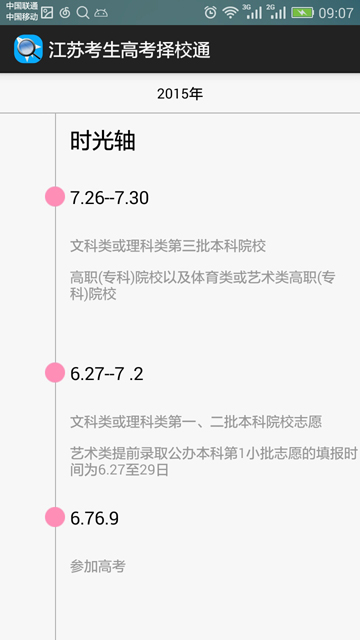 中国联通
中国移动
3G
2G
09:07
江苏考生高考择校通
2015年
时光轴
7.26--7.30
文科类或理科类第三批本科院校
高职(专科)院校以及体育类或艺术类高职(专
科)院校
6.27--7 .2
文科类或理科类第一、二批本科院校志愿
艺术类提前录取公办本科第1小批志愿的填报时
间为6.27至29日
6.76.9
参加高考